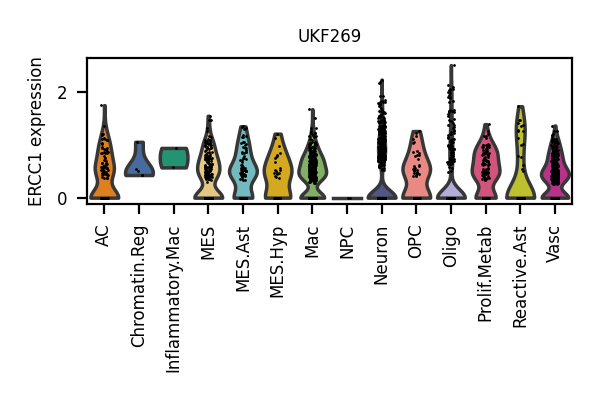 UKF269
ERCC1 expression
2
0
AC
Chromatin.Reg
Inflammatory.Mac
MES
MES.Ast
MES.Hyp
Mac
NPC
Neuron
OPC
Oligo
Prolif.Metab
Reactive.Ast
Vasc